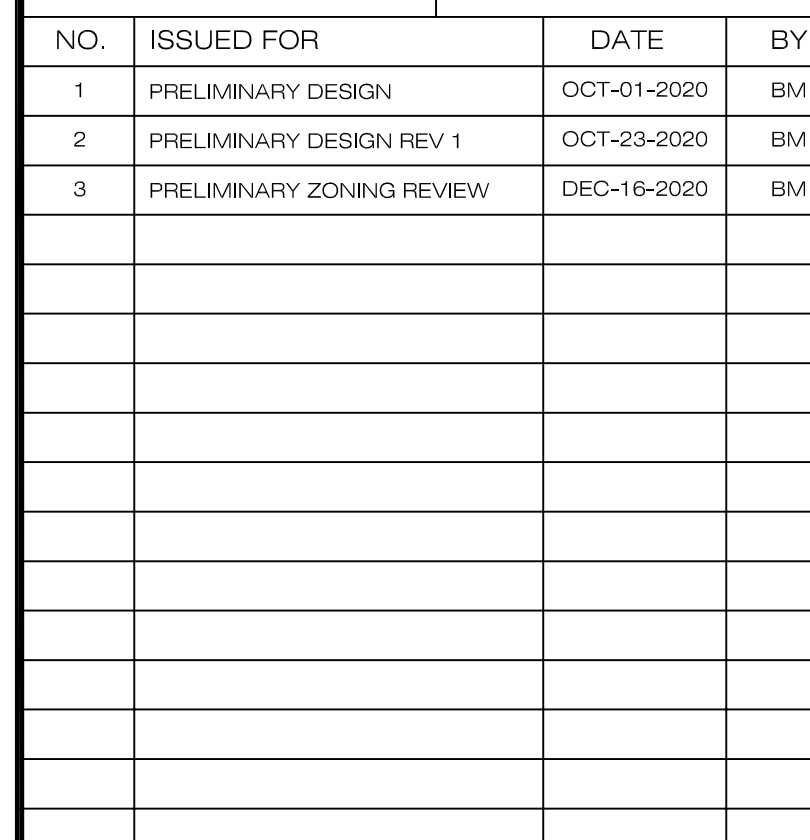 NO. ISSUED FOR DATE BY
1 PRELIMINARY DESIGN OCT-01-2020 BM
2 PRELIMINARY DESIGN REV 1 OCT-23-2020 BM
3 PRELIMINARY ZONING REVIEW DEC-16-2020 BM